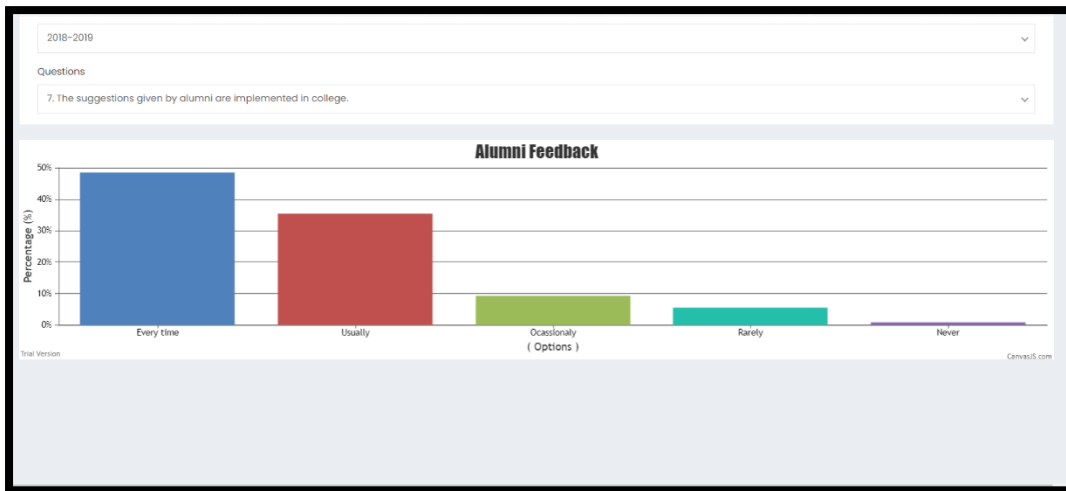 2018-2019
Questions
7. The suggestions given by alumni are implemented in college.
Alumni Feedback
50%
40%
30%
20%
10%
0%
Percentage (%)
Every time Usually Ocassionaly Rarely Never
( Options )
Trial Version CanvasJS.com